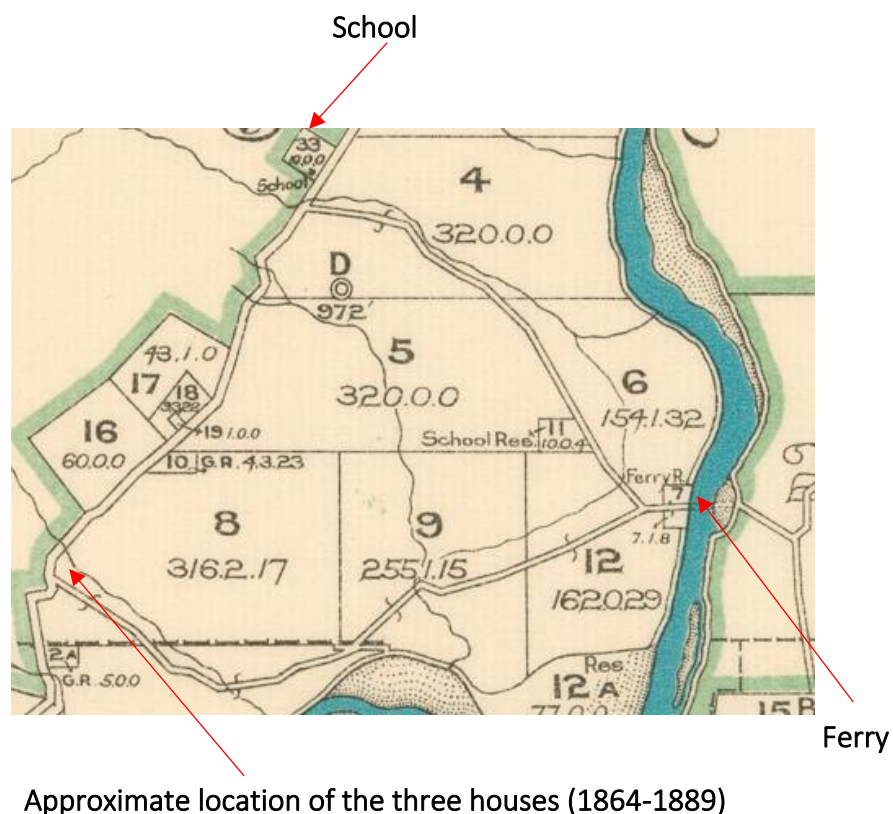 School
33
10.0.0
School
4
320.0.0
D
972'
5
320.0.0
43.1.0
17
18
19 1.0.0
16
60.0.0
6
154.1.32
11
School Res.
10.0.4
10 G.R. 4.3.23
Ferry R.
7
7.1.8
8
316.2.17
9
255.1.15
12
162.0.29
2A
G.R. 5.0.0
Res
12A
77.0.0
15B
Ferry
Approximate location of the three houses (1864-1889)